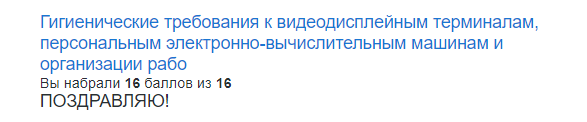 Гигиенические требования к видеодисплейным терминалам,
персональным электронно-вычислительным машинам и
организации рабо
Вы набрали 16 баллов из 16
ПОЗДРАВЛЯЮ!